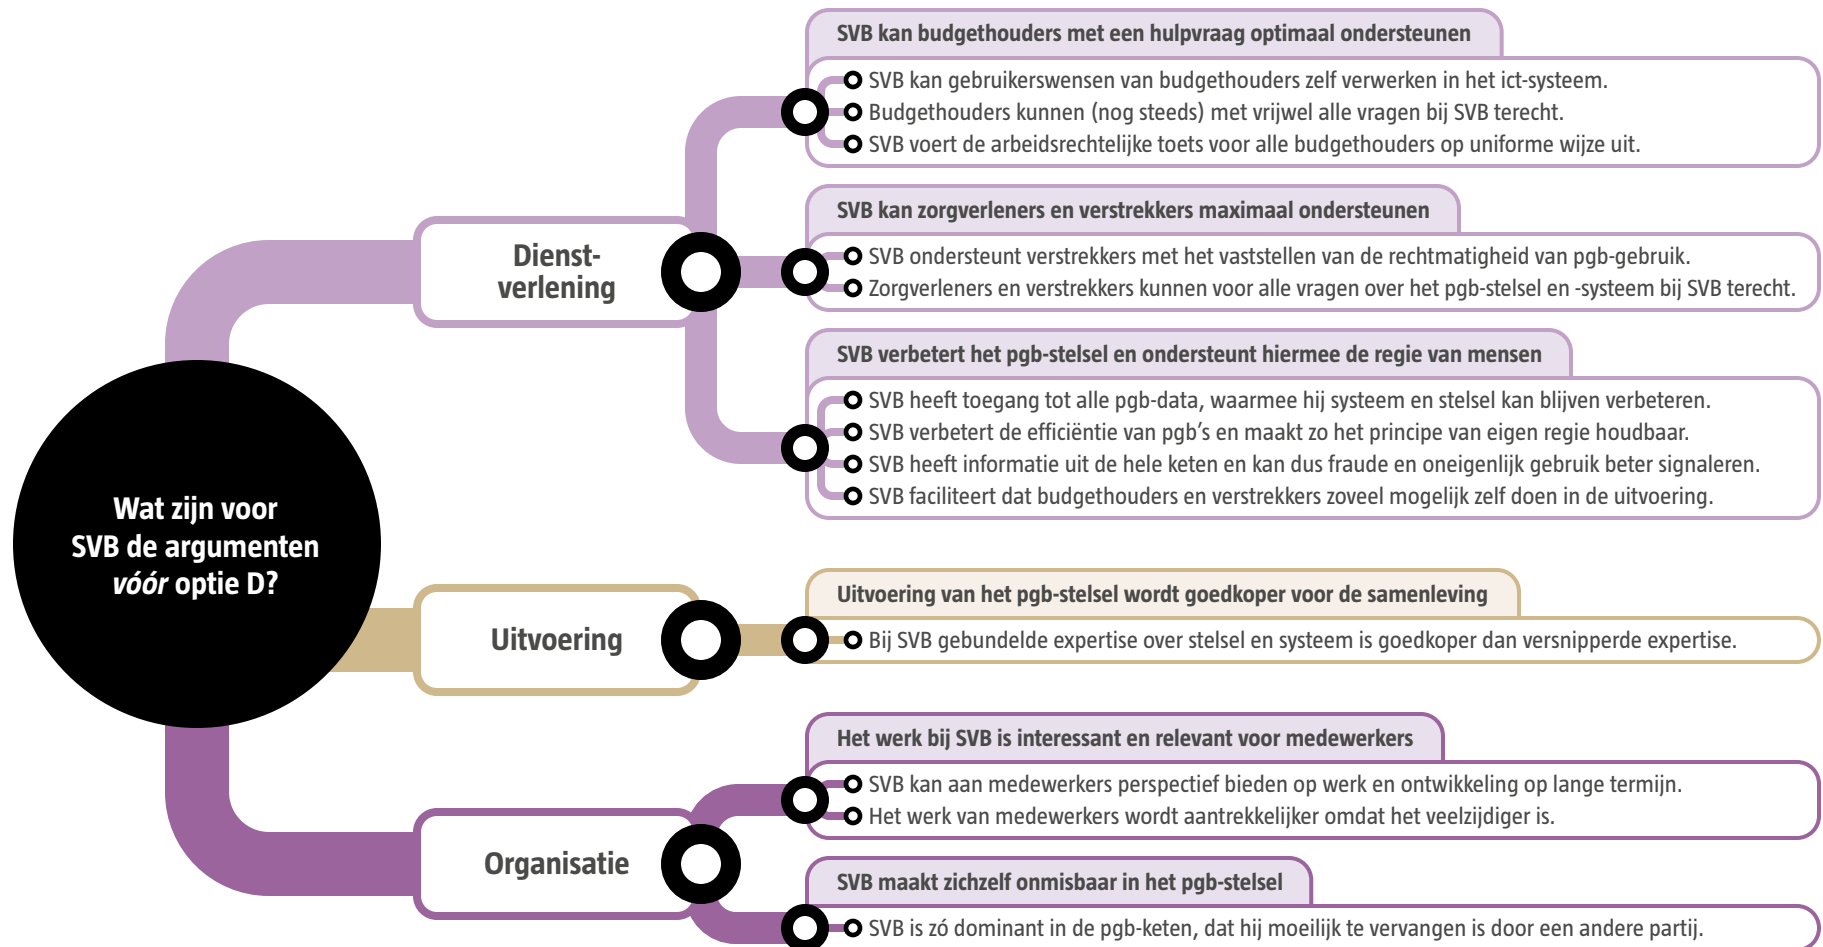 Wat zijn voor
SVB de argumenten
vóór optie D?
Dienst-
verlening
SVB kan budgethouders met een hulpvraag optimaal ondersteunen
SVB kan gebruikerswensen van budgethouders zelf verwerken in het ict-systeem.
Budgethouders kunnen (nog steeds) met vrijwel alle vragen bij SVB terecht.
SVB voert de arbeidsrechtelijke toets voor alle budgethouders op uniforme wijze uit.
SVB kan zorgverleners en verstrekkers maximaal ondersteunen
SVB ondersteunt verstrekkers met het vaststellen van de rechtmatigheid van pgb-gebruik.
Zorgverleners en verstrekkers kunnen voor alle vragen over het pgb-stelsel en -systeem bij SVB terecht.
SVB verbetert het pgb-stelsel en ondersteunt hiermee de regie van mensen
SVB heeft toegang tot alle pgb-data, waarmee hij systeem en stelsel kan blijven verbeteren.
SVB verbetert de efficiëntie van pgb’s en maakt zo het principe van eigen regie houdbaar.
SVB heeft informatie uit de hele keten en kan dus fraude en oneigenlijk gebruik beter signaleren.
SVB faciliteert dat budgethouders en verstrekkers zoveel mogelijk zelf doen in de uitvoering.
Uitvoering
Uitvoering van het pgb-stelsel wordt goedkoper voor de samenleving
Bij SVB gebundelde expertise over stelsel en systeem is goedkoper dan versnipperde expertise.
Organisatie
Het werk bij SVB is interessant en relevant voor medewerkers
SVB kan aan medewerkers perspectief bieden op werk en ontwikkeling op lange termijn.
Het werk van medewerkers wordt aantrekkelijker omdat het veelzijdiger is.
SVB maakt zichzelf onmisbaar in het pgb-stelsel
SVB is zó dominant in de pgb-keten, dat hij moeilijk te vervangen is door een andere partij.